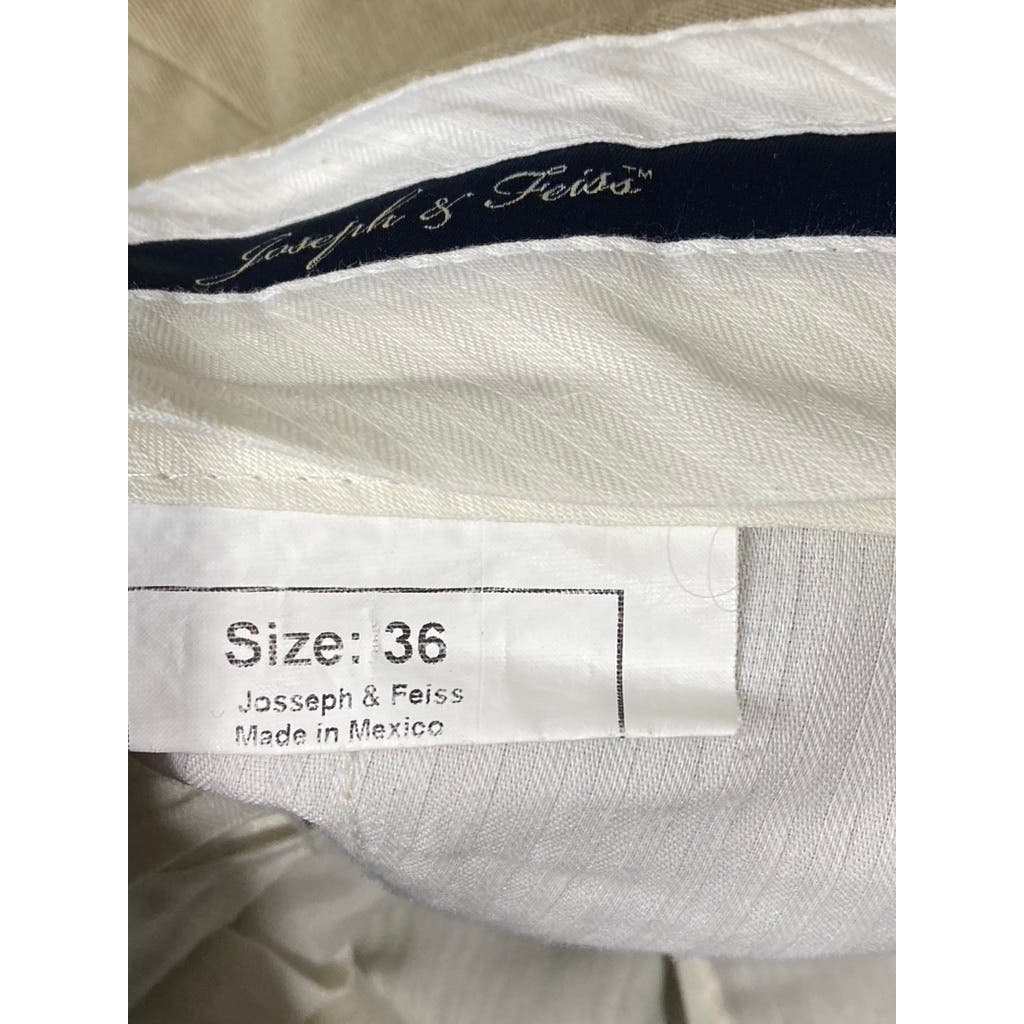 Joseph & Feiss™
Size: 36
Josseph & Feiss
Made in Mexico